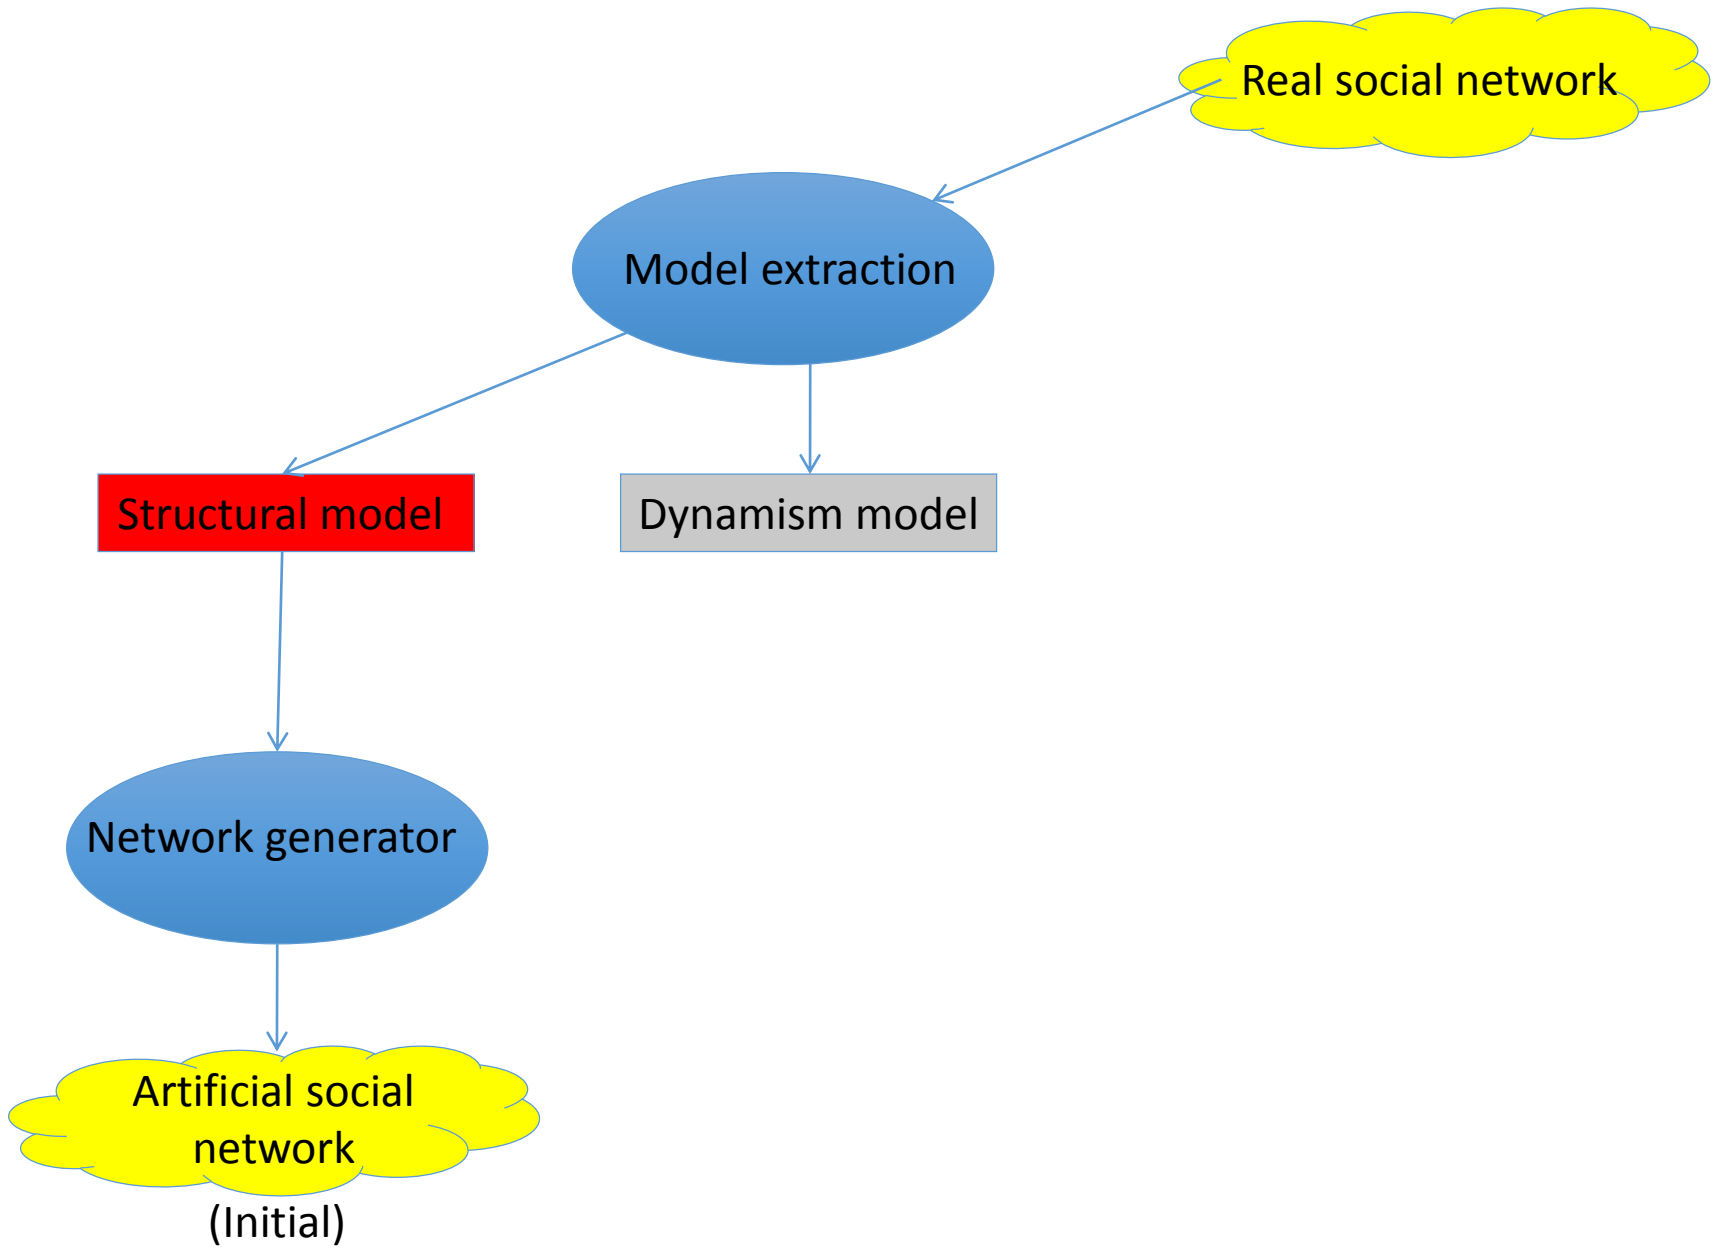 Real social network
Model extraction
Structural model
Dynamism model
Network generator
Artificial social
network
(Initial)